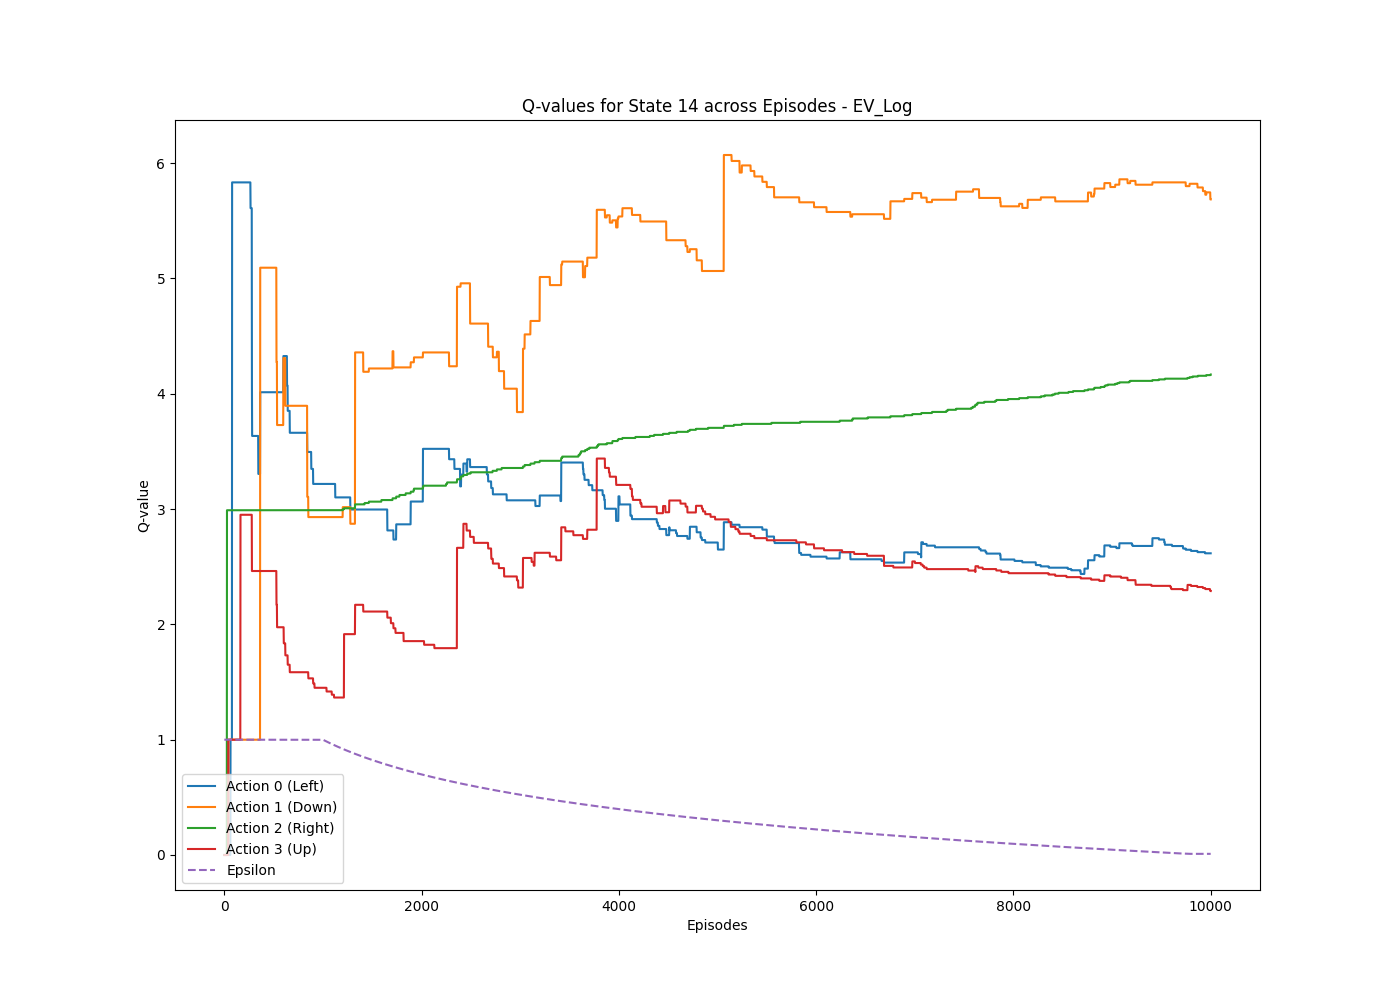 Q-values for State 14 across Episodes - EV_Log
6
5
4
3
2
1
0
Q-value
Action 0 (Left)
Action 1 (Down)
Action 2 (Right)
Action 3 (Up)
Epsilon
0 2000 4000 6000 8000 10000
Episodes